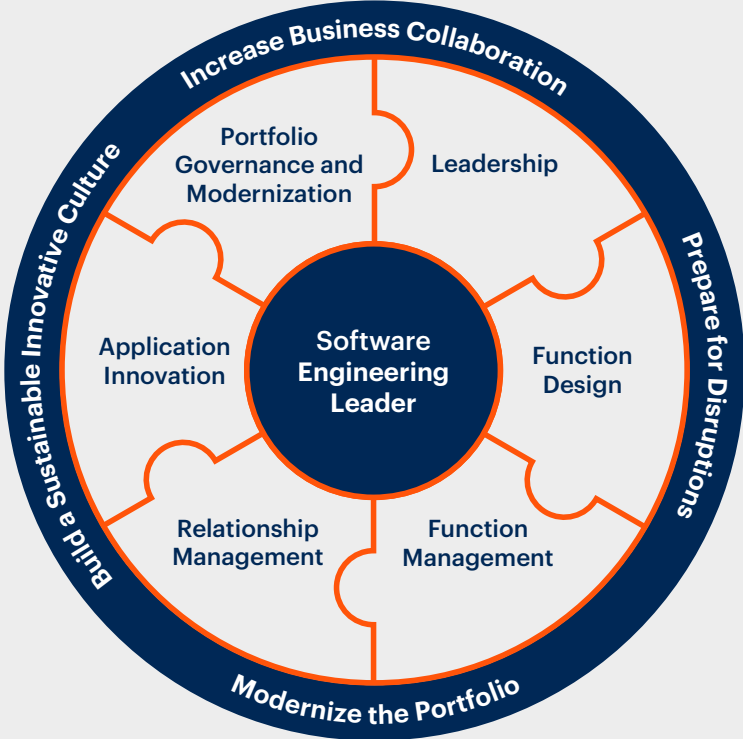 Increase Business Collaboration
Prepare for Disruptions
Modernize the Portfolio
Build a Sustainable Innovative Culture
Portfolio
Governance and
Modernization
Leadership
Function
Design
Function
Management
Relationship
Management
Application
Innovation
Software
Engineering
Leader